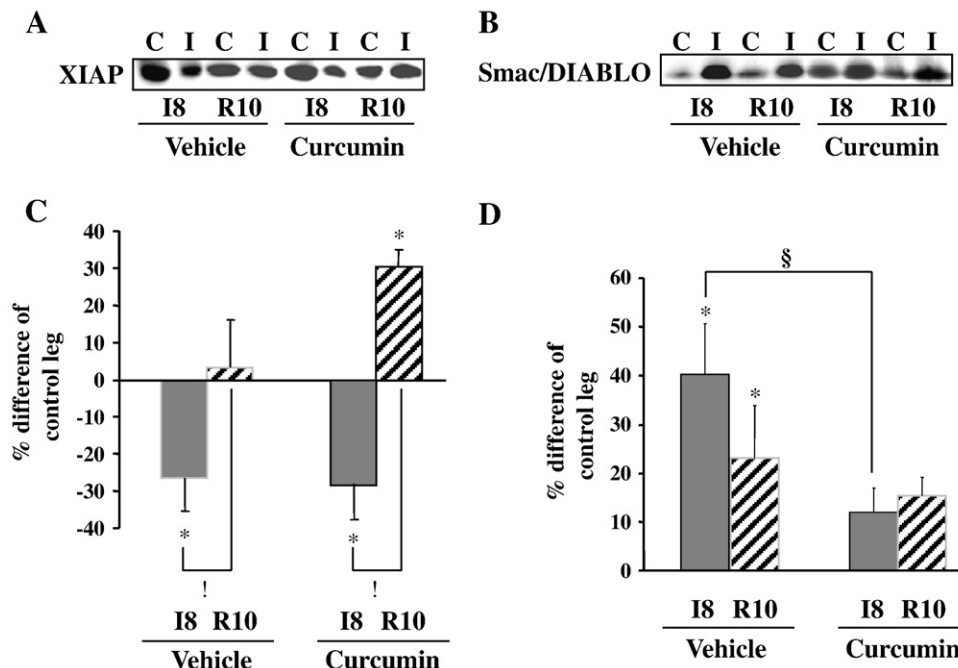 A
C I C I C I C I
XIAP
I8 R10 I8 R10
Vehicle Curcumin
B
C I C I C I C I
Smac/DIABLO
I8 R10 I8 R10
Vehicle Curcumin
C
% difference of
control leg
40
30
20
10
0
-10
-20
-30
-40
*
*
*
! !
I8 R10 I8 R10
Vehicle Curcumin
D
% difference of
control leg
60
50
40
30
20
10
0
§
*
*
I8 R10 I8 R10
Vehicle Curcumin